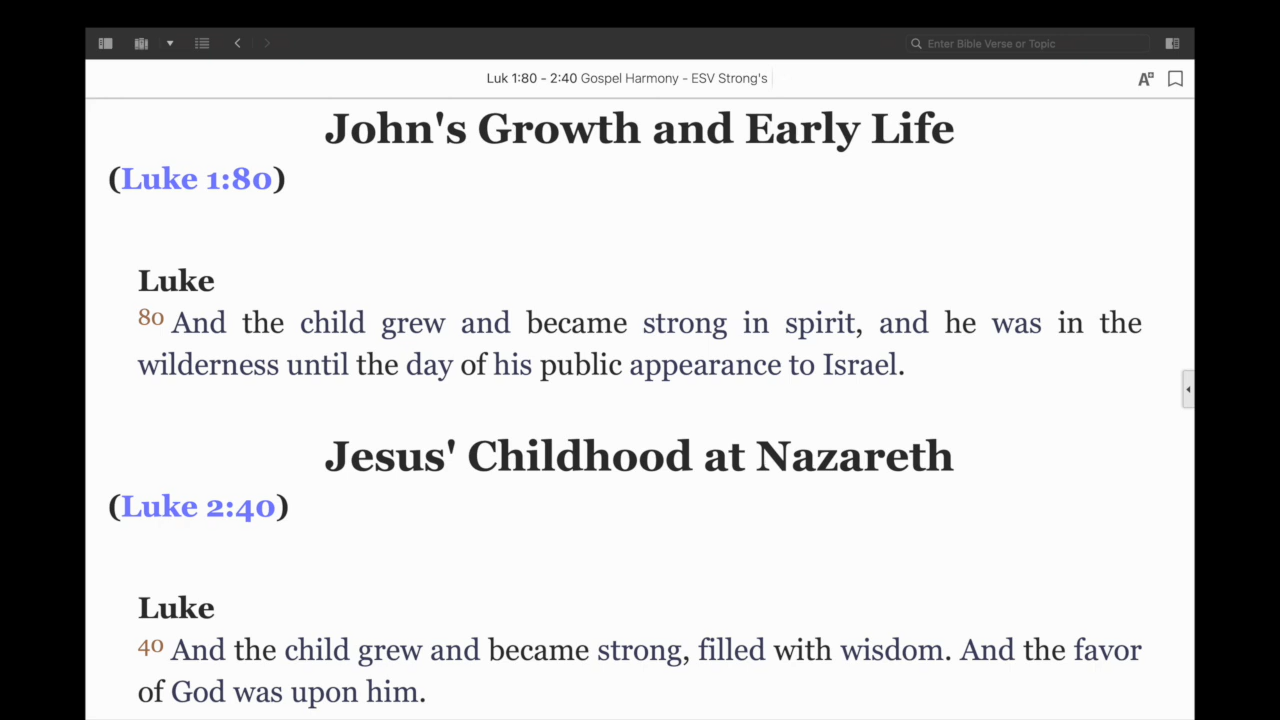 Enter Bible Verse or Topic
Luk 1:80 - 2:40 Gospel Harmony - ESV Strong's
John's Growth and Early Life
(Luke 1:80)
Luke
80 And the child grew and became strong in spirit, and he was in the
wilderness until the day of his public appearance to Israel.
Jesus' Childhood at Nazareth
(Luke 2:40)
Luke
40 And the child grew and became strong, filled with wisdom. And the favor
of God was upon him.